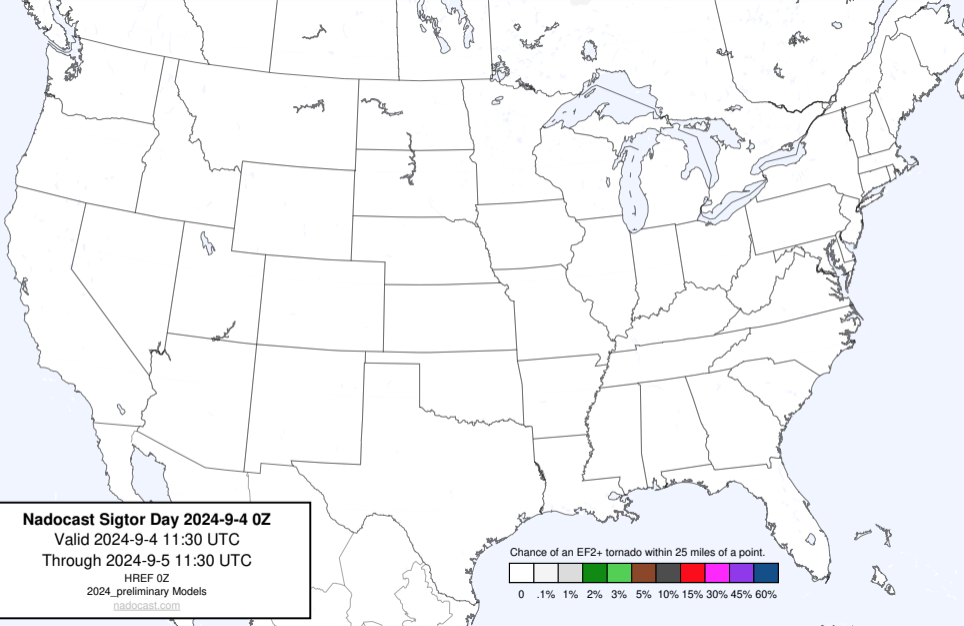 Nadocast Sigtor Day 2024-9-4 0Z
Valid 2024-9-4 11:30 UTC
Through 2024-9-5 11:30 UTC
HREF 0Z
2024_preliminary Models
nadocast.com
Chance of an EF2+ tornado within 25 miles of a point.
0 .1% 1% 2% 3% 5% 10% 15% 30% 45% 60%